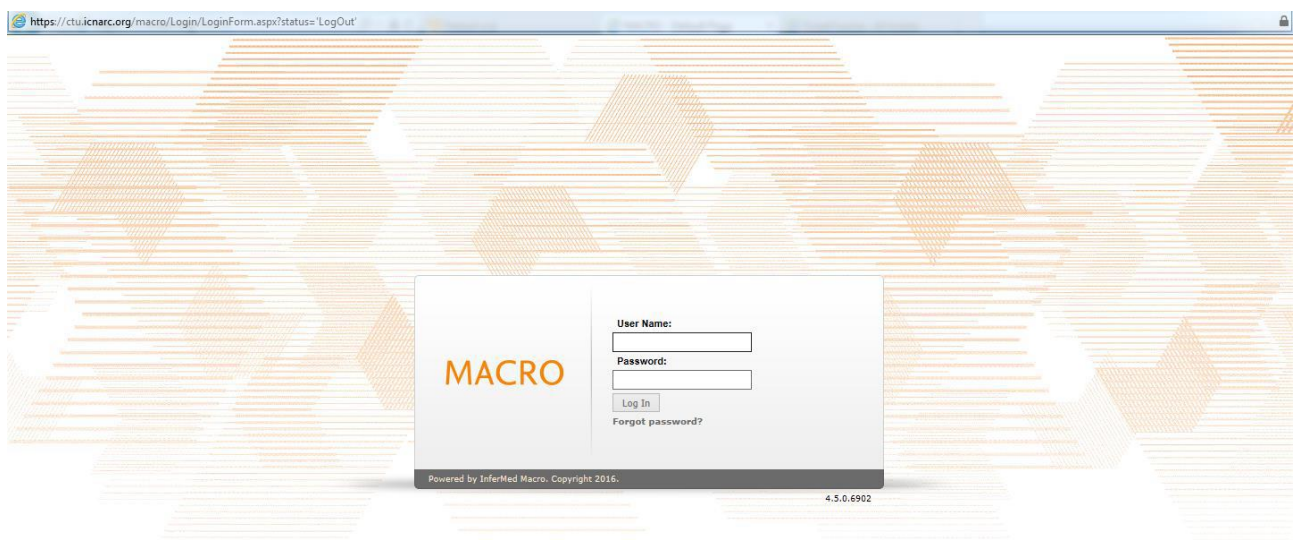 https://ctu.icnarc.org/macro/Login/LoginForm.aspx?status='LogOut'
User Name:
Password:
MACRO
Log In
Forgot password?
Powered by InferMed Macro. Copyright 2016.
4.5.0.6902